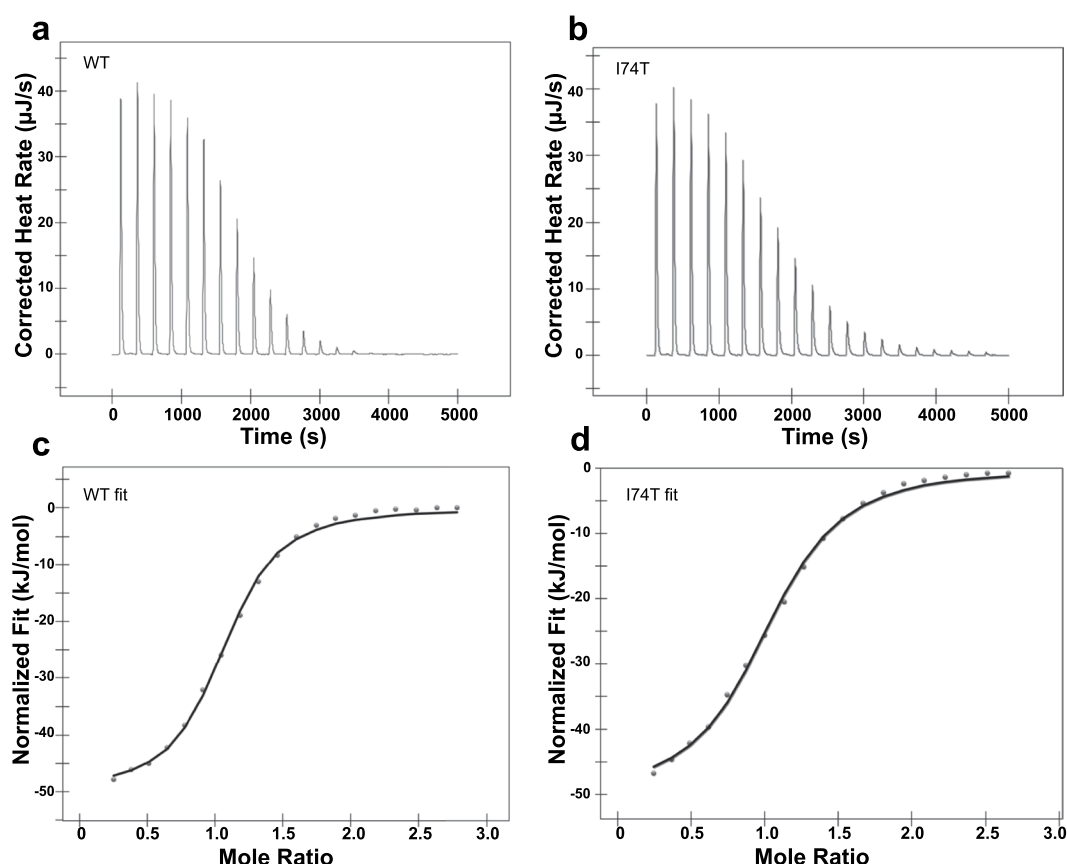 a
WT
Corrected Heat Rate (µJ/s)
40
30
20
10
0
0 1000 2000 3000 4000 5000
Time (s)
b
I74T
Corrected Heat Rate (µJ/s)
40
30
20
10
0
0 1000 2000 3000 4000 5000
Time (s)
c
WT fit
Normalized Fit (kJ/mol)
0
-10
-20
-30
-40
-50
0 0.5 1.0 1.5 2.0 2.5 3.0
Mole Ratio
d
I74T fit
Normalized Fit (kJ/mol)
0
-10
-20
-30
-40
-50
0 0.5 1.0 1.5 2.0 2.5 3.0
Mole Ratio